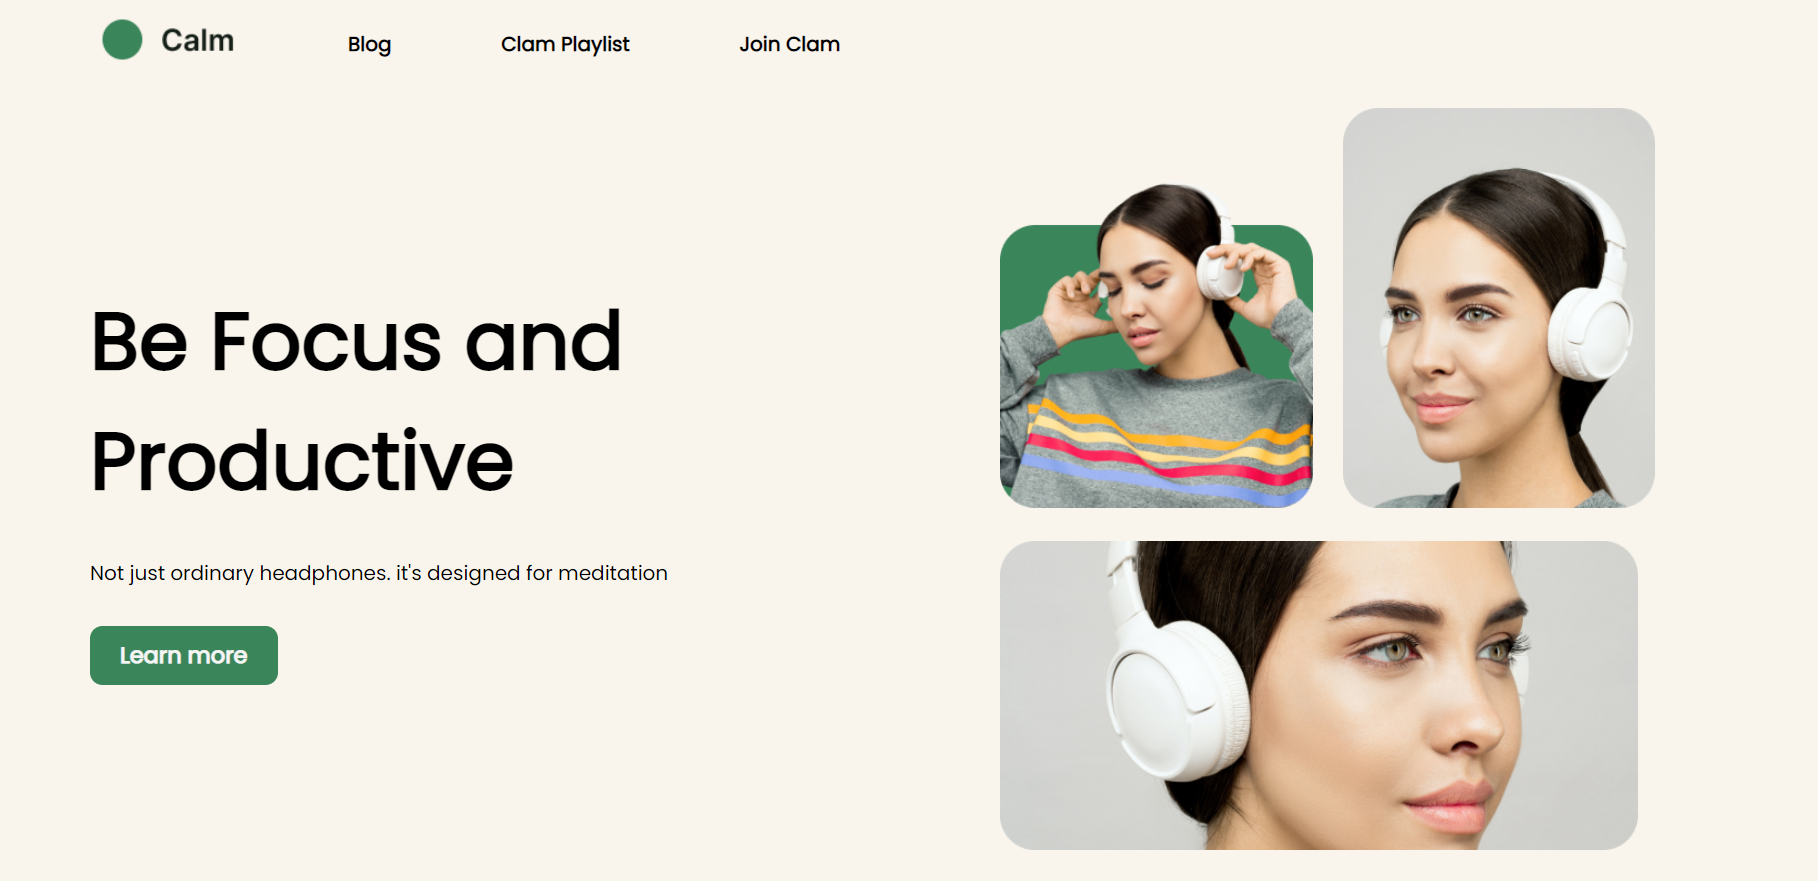 Calm
Blog
Clam Playlist
Join Clam
Be Focus and
Productive
Not just ordinary headphones. it's designed for meditation
Learn more